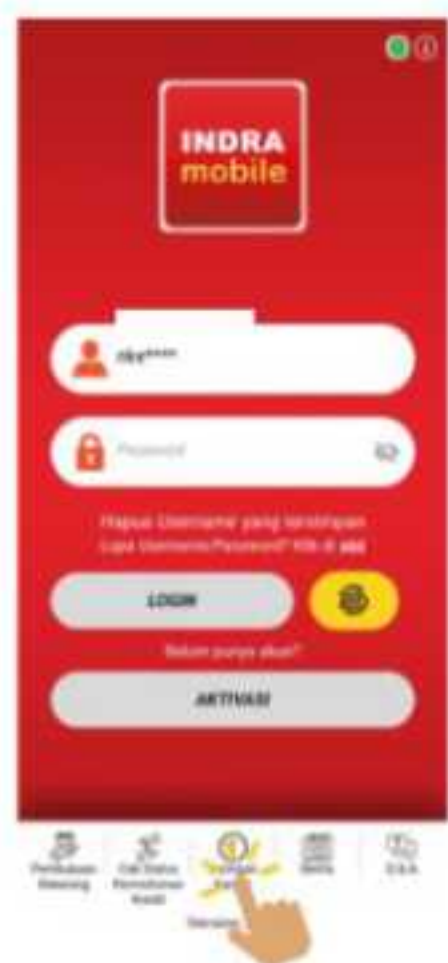 INDRA
mobile
Password
Hapus Username yang tersimpan
Lupa Username/Password? Klik di sini
LOGIN
Belum punya akun?
AKTIVASI
Pembukaan
Rekening
Cek Status
Permohonan
Kredit
Berita
Q & A